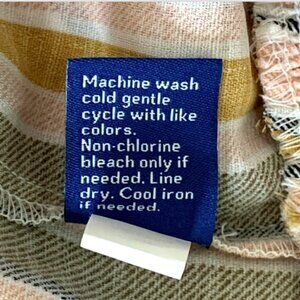 Machine wash
cold gentle
cycle with like
colors.
Non-chlorine
bleach only if
needed. Line
dry. Cool iron
if needed.